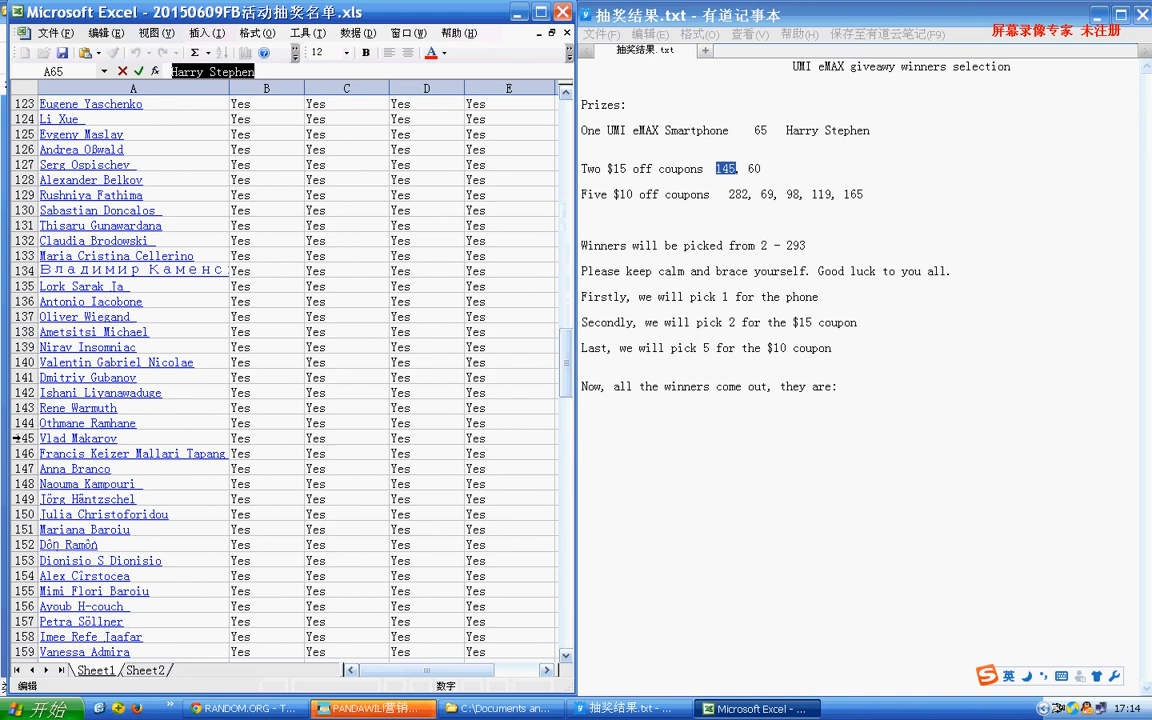 Microsoft Excel - 20150609FB活动抽奖名单.xls
文件(F) 编辑(E) 视图(V) 插入(I) 格式(O) 工具(T) 数据(D) 窗口(W) 帮助(H)
12
A65 Harry Stephen
A B C D E
123 Eugene Yaschenko Yes Yes Yes Yes
124 Li Xue Yes Yes Yes Yes
125 Evgeny Maslay Yes Yes Yes Yes
126 Andrea Oßwald Yes Yes Yes Yes
127 Serg Ospischev Yes Yes Yes Yes
128 Alexander Belkov Yes Yes Yes Yes
129 Rushniya Fathima Yes Yes Yes Yes
130 Sabastian Doncalos Yes Yes Yes Yes
131 Thisaru Gunawardana Yes Yes Yes Yes
132 Claudia Brodowski Yes Yes Yes Yes
133 Maria Cristina Cellerino Yes Yes Yes Yes
134 Владимир Каменс Yes Yes Yes Yes
135 Lork Sarak Ja Yes Yes Yes Yes
136 Antonio Iacobone Yes Yes Yes Yes
137 Oliver Wiegand Yes Yes Yes Yes
138 Ametsitsi Michael Yes Yes Yes Yes
139 Nirav Insomniac Yes Yes Yes Yes
140 Valentin Gabriel Nicolae Yes Yes Yes Yes
141 Dmitriy Gubanov Yes Yes Yes Yes
142 Ishani Liyanawaduge Yes Yes Yes Yes
143 Rene Warmuth Yes Yes Yes Yes
144 Othmane Ramhane Yes Yes Yes Yes
45 Vlad Makarov Yes Yes Yes Yes
146 Francis Keizer Mallari Tapang Yes Yes Yes Yes
147 Anna Branco Yes Yes Yes Yes
148 Naouma Kampouri Yes Yes Yes Yes
149 Jörg Häntzschel Yes Yes Yes Yes
150 Julia Christoforidou Yes Yes Yes Yes
151 Mariana Baroiu Yes Yes Yes Yes
152 Yes Yes Yes Yes
153 Dionisio S Dionisio Yes Yes Yes Yes
154 Alex Cîrstocea Yes Yes Yes Yes
155 Mimi Flori Baroiu Yes Yes Yes Yes
156 Ayoub H-couch Yes Yes Yes Yes
157 Petra Söllner Yes Yes Yes Yes
158 Imee Refe Jaafar Yes Yes Yes Yes
159 Vanessa Admira Yes Yes Yes Yes
Sheet1 Sheet2
编辑 数字
抽奖结果.txt - 有道记事本
文件(F) 编辑(E) 格式(O) 查看(V) 帮助(H) 保存至有道云笔记(F9)
屏幕录像专家 未注册
抽奖结果.txt
UMI eMAX giveawy winners selection
Prizes:
One UMI eMAX Smartphone 65 Harry Stephen
Two $15 off coupons 145, 60
Five $10 off coupons 282, 69, 98, 119, 165
Winners will be picked from 2 - 293
Please keep calm and brace yourself. Good luck to you all.
Firstly, we will pick 1 for the phone
Secondly, we will pick 2 for the $15 coupon
Last, we will pick 5 for the $10 coupon
Now, all the winners come out, they are:
英
开始 RANDOM.ORG - T... PANDAWILL营销... C:\Documents an... 抽奖结果.txt - ... Microsoft Excel - ... 17:14